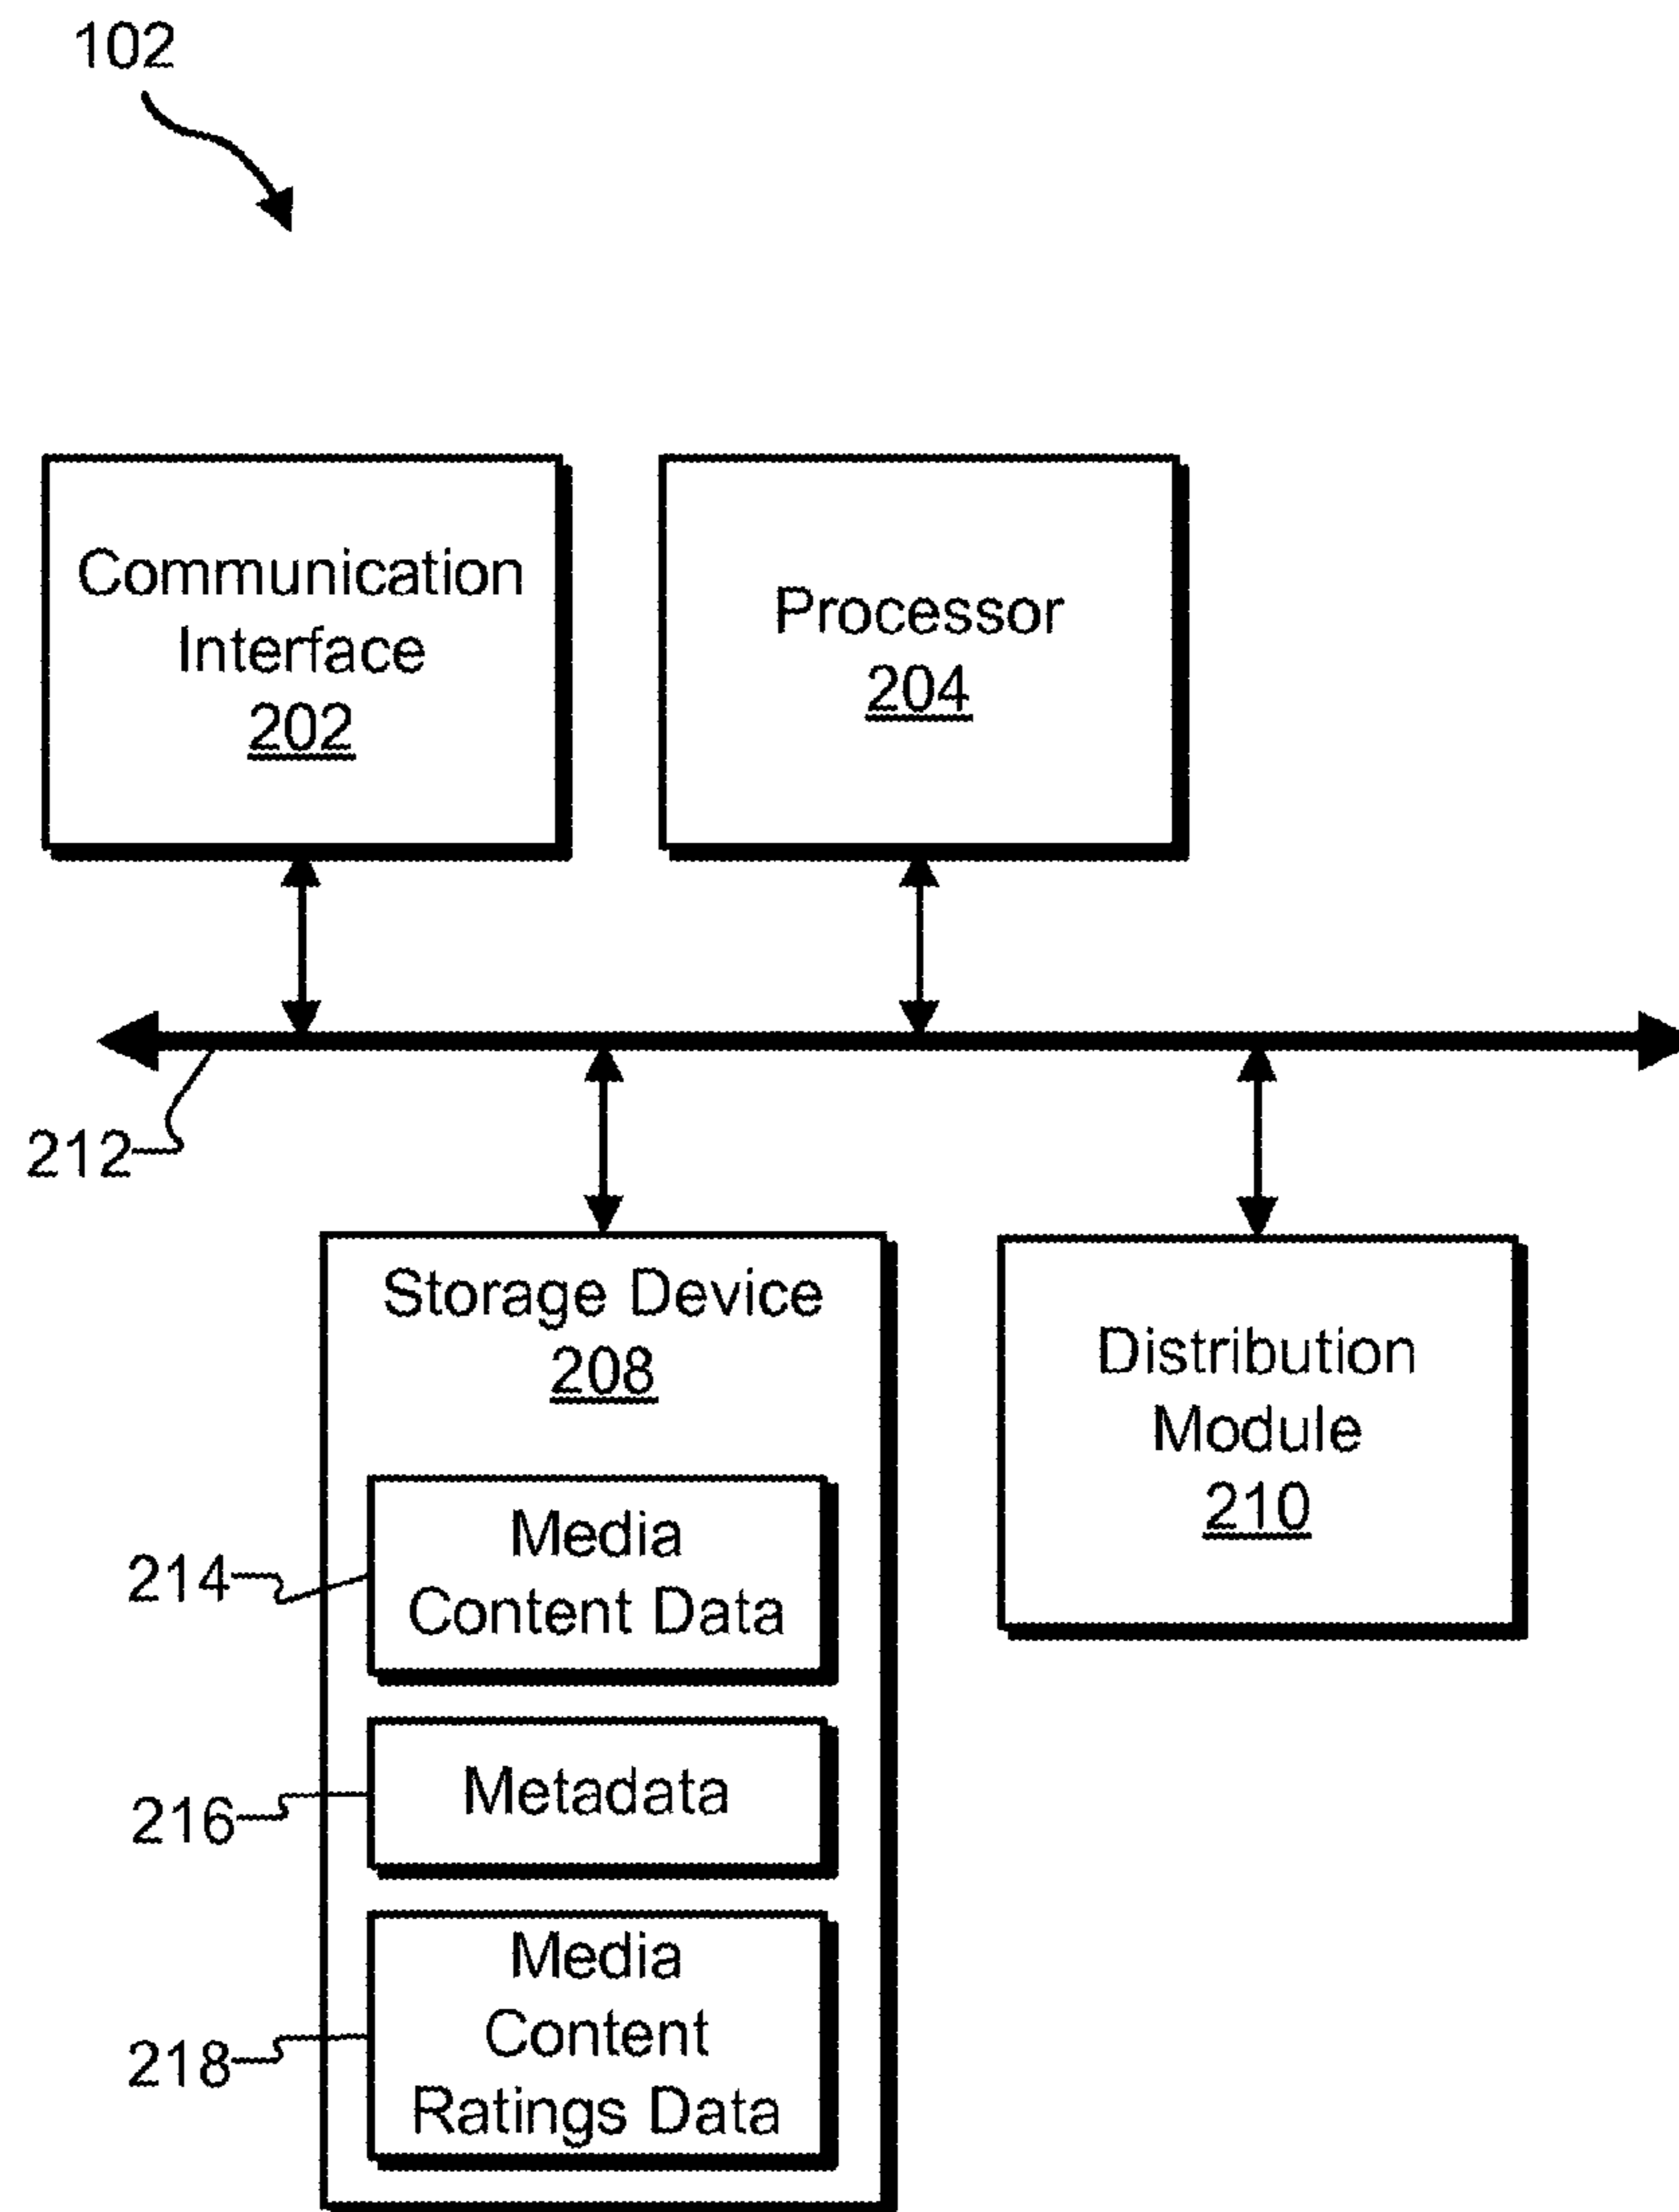 102
Communication
Interface
202
Processor
204
212
Storage Device
208
Distribution
Module
210
214
Media
Content Data
216
Metadata
218
Media
Content
Ratings Data